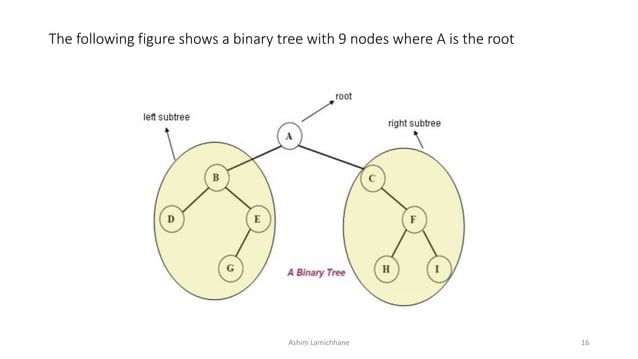 The following figure shows a binary tree with 9 nodes where A is the root
root
left subtree
right subtree
A
B
C
D
E
F
G
A Binary Tree
H
I
Ashim Lamichhane
16